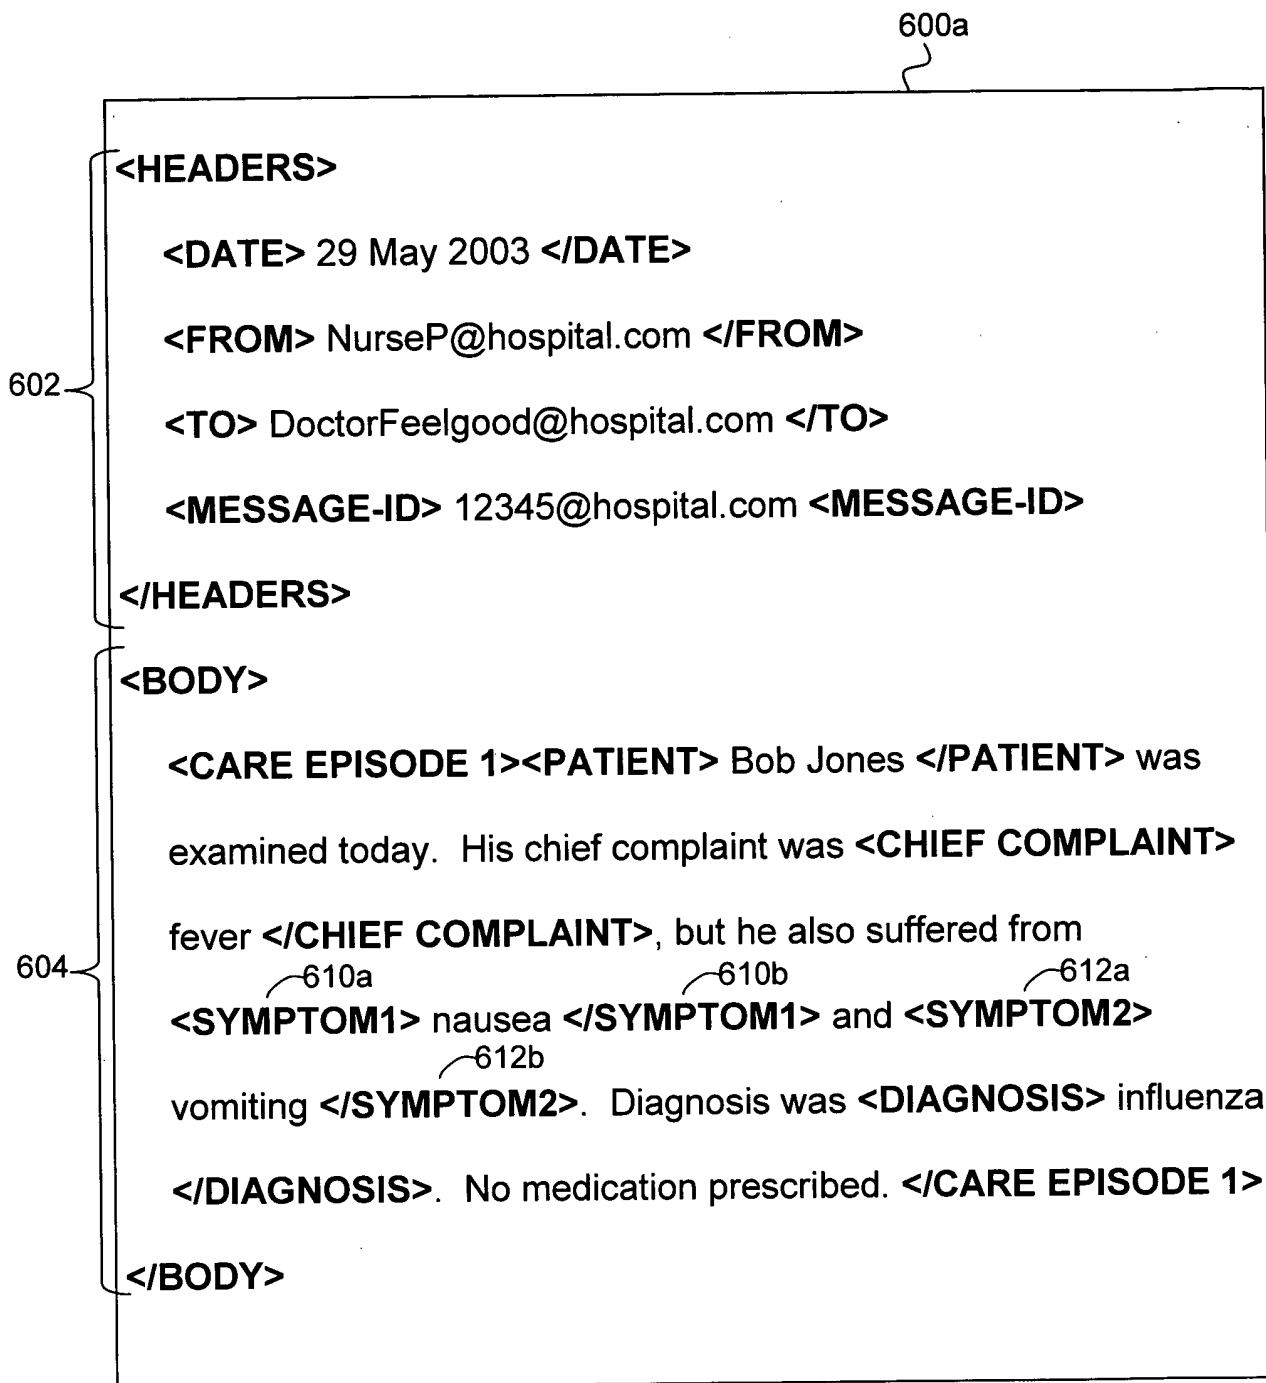 600a
<HEADERS>
<DATE> 29 May 2003 </DATE>
<FROM> NurseP@hospital.com </FROM>
602
<TO> DoctorFeelgood@hospital.com </TO>
<MESSAGE-ID> 12345@hospital.com <MESSAGE-ID>
</HEADERS>
<BODY>
<CARE EPISODE 1><PATIENT> Bob Jones </PATIENT> was
examined today. His chief complaint was <CHIEF COMPLAINT>
fever </CHIEF COMPLAINT>, but he also suffered from
604
610a 610b 612a
<SYMPTOM1> nausea </SYMPTOM1> and <SYMPTOM2>
612b
vomiting </SYMPTOM2>. Diagnosis was <DIAGNOSIS> influenza
</DIAGNOSIS>. No medication prescribed. </CARE EPISODE 1>
</BODY>